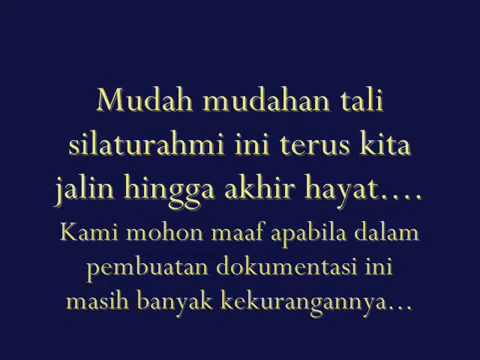 Mudah mudahan tali
silaturahmi ini terus kita
jalin hingga akhir hayat....
Kami mohon maaf apabila dalam
pembuatan dokumentasi ini
masih banyak kekurangannya...